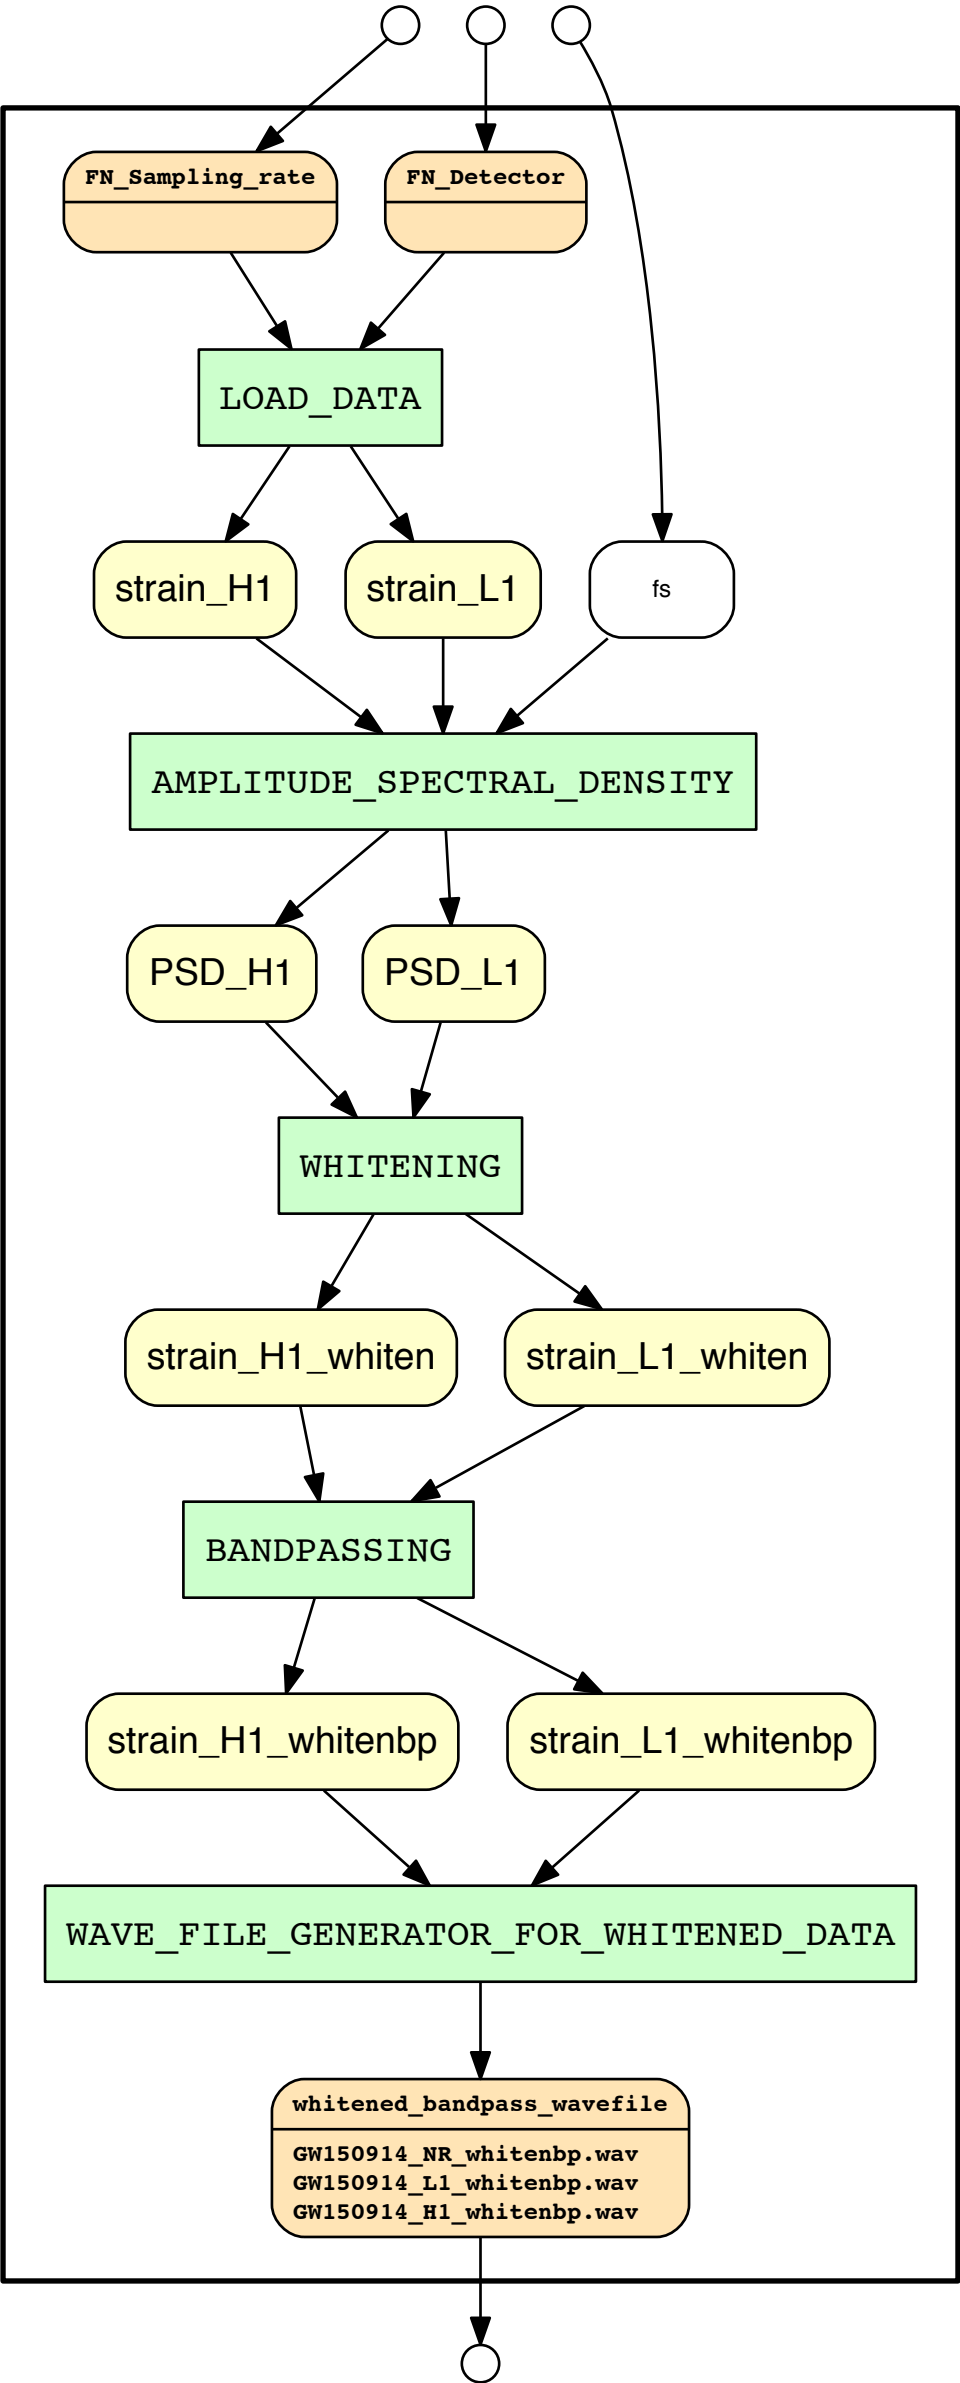 FN_Sampling_rate
FN_Detector
LOAD_DATA
strain_H1
strain_L1
fs
AMPLITUDE_SPECTRAL_DENSITY
PSD_H1
PSD_L1
WHITENING
strain_H1_whiten
strain_L1_whiten
BANDPASSING
strain_H1_whitenbp
strain_L1_whitenbp
WAVE_FILE_GENERATOR_FOR_WHITENED_DATA
whitened_bandpass_wavefile
GW150914_NR_whitenbp.wav
GW150914_L1_whitenbp.wav
GW150914_H1_whitenbp.wav